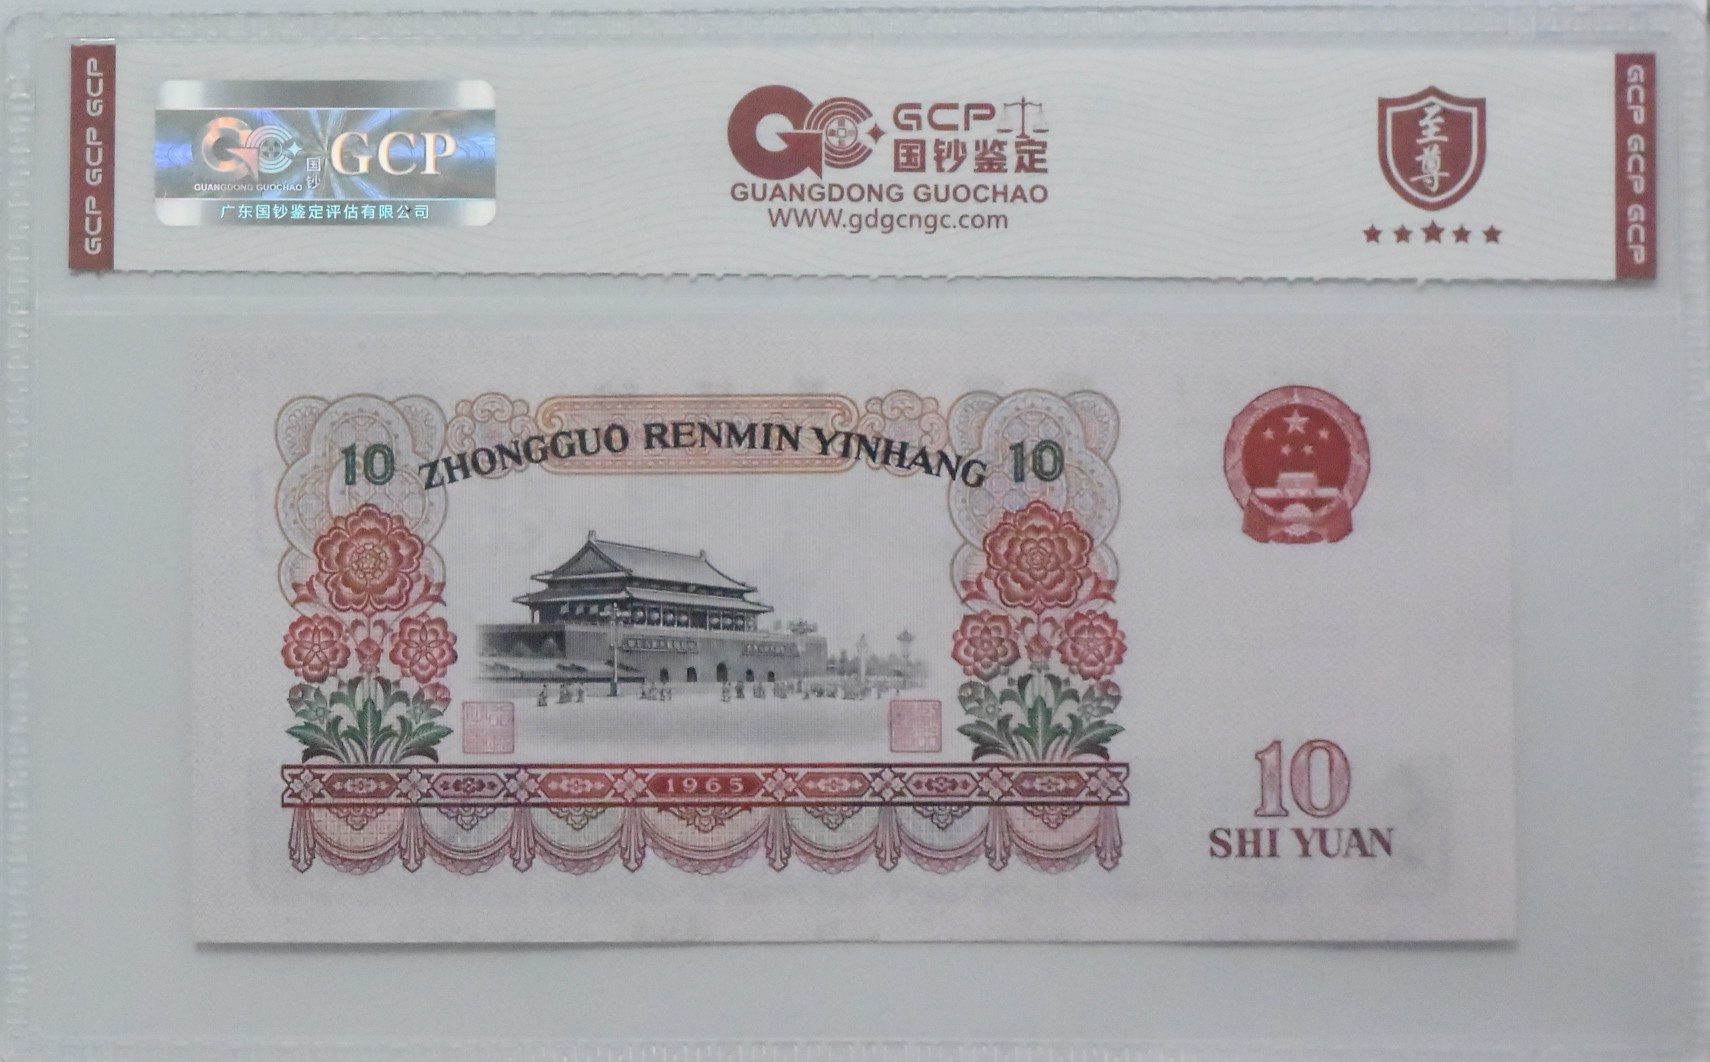 GCP GCP GCP
GCP
GUANGDONG GUOCHAO
国钞
广东国钞鉴定评估有限公司
GCP
国钞鉴定
GUANGDONG GUOCHAO
WWW.gdgcngc.com
至尊
GCP GCP GCP
10 ZHONGGUO RENMIN YINHANG 10
1965
10
SHI YUAN